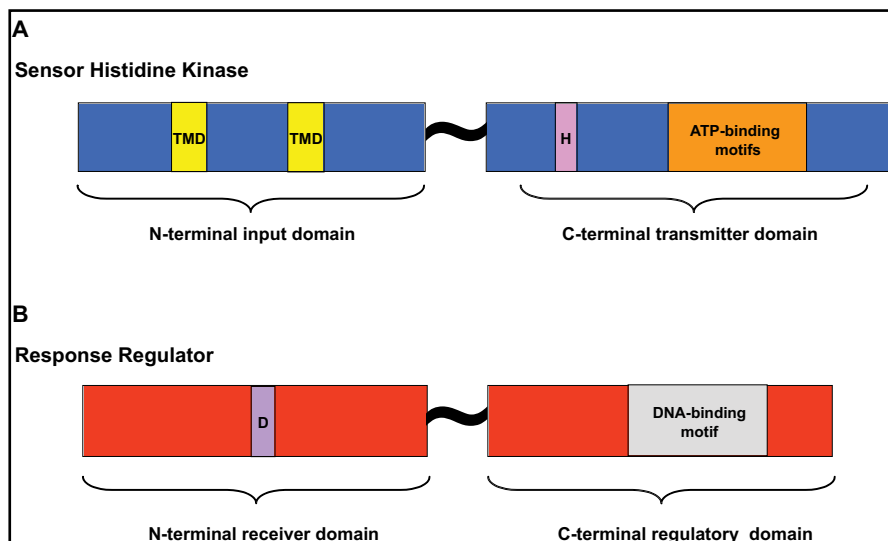 A
Sensor Histidine Kinase
TMD TMD H ATP-binding
motifs
N-terminal input domain C-terminal transmitter domain
B
Response Regulator
D DNA-binding
motif
N-terminal receiver domain C-terminal regulatory domain